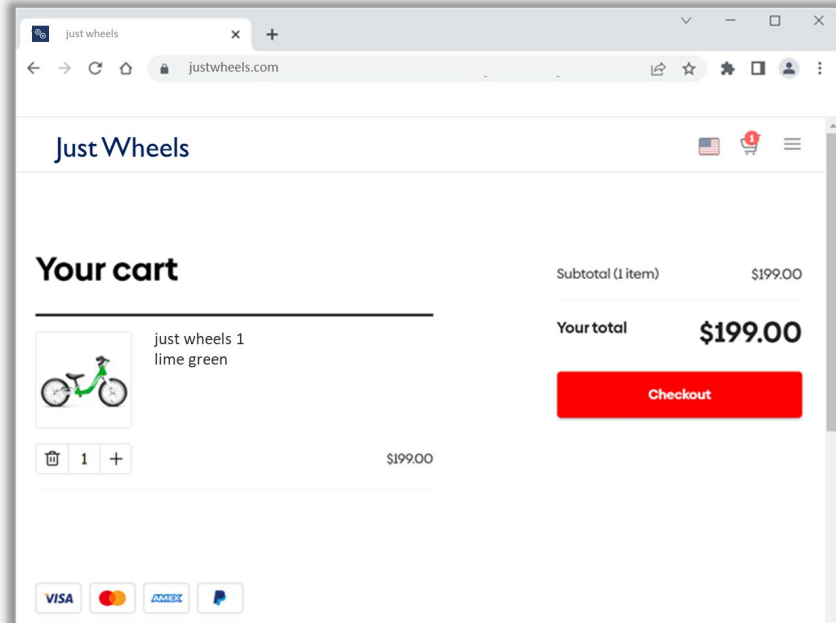 just wheels
justwheels.com
Just Wheels
1
Your cart
just wheels 1
lime green
1
$199.00
Subtotal (1 item)
$199.00
Your total
$199.00
Checkout
VISA
AMEX